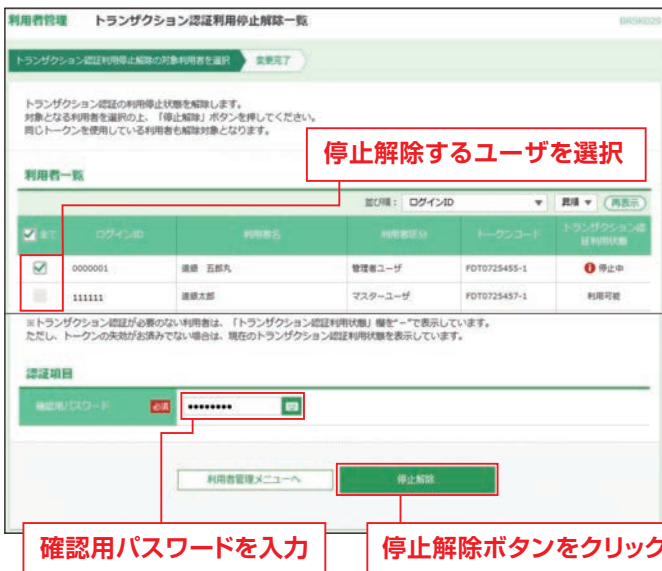 利用者管理 トランザクション認証利用停止解除一覧 BRSK029
トランザクション認証利用停止解除の対象利用者を選択 変更完了
トランザクション認証の利用停止状態を解除します。
対象となる利用者を選択の上、「停止解除」ボタンを押してください。
同じトークンを使用している利用者も解除対象となります。
停止解除するユーザを選択
利用者一覧
並び順： ログインID 昇順 再表示
全て ログインID 利用者名 利用者区分 トークンコード トランザクション認証利用状態
0000001 道銀 五郎丸 管理者ユーザ FDT0725455-1 停止中
111111 道銀太郎 マスターユーザ FDT0725457-1 利用可能
※トランザクション認証が必要のない利用者は、「トランザクション認証利用状態」欄を"－"で表示しています。
ただし、トークンの失効がお済みでない場合は、現在のトランザクション認証利用状態を表示しています。
認証項目
確認用パスワード 必須 ••••••••
利用者管理メニューへ 停止解除
確認用パスワードを入力 停止解除ボタンをクリック